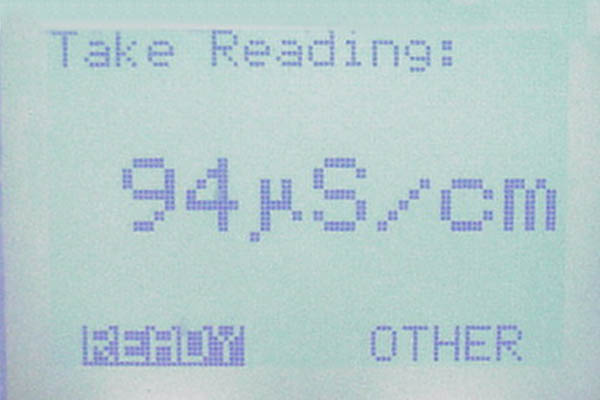 Take Reading:
94µS/cm
READY OTHER